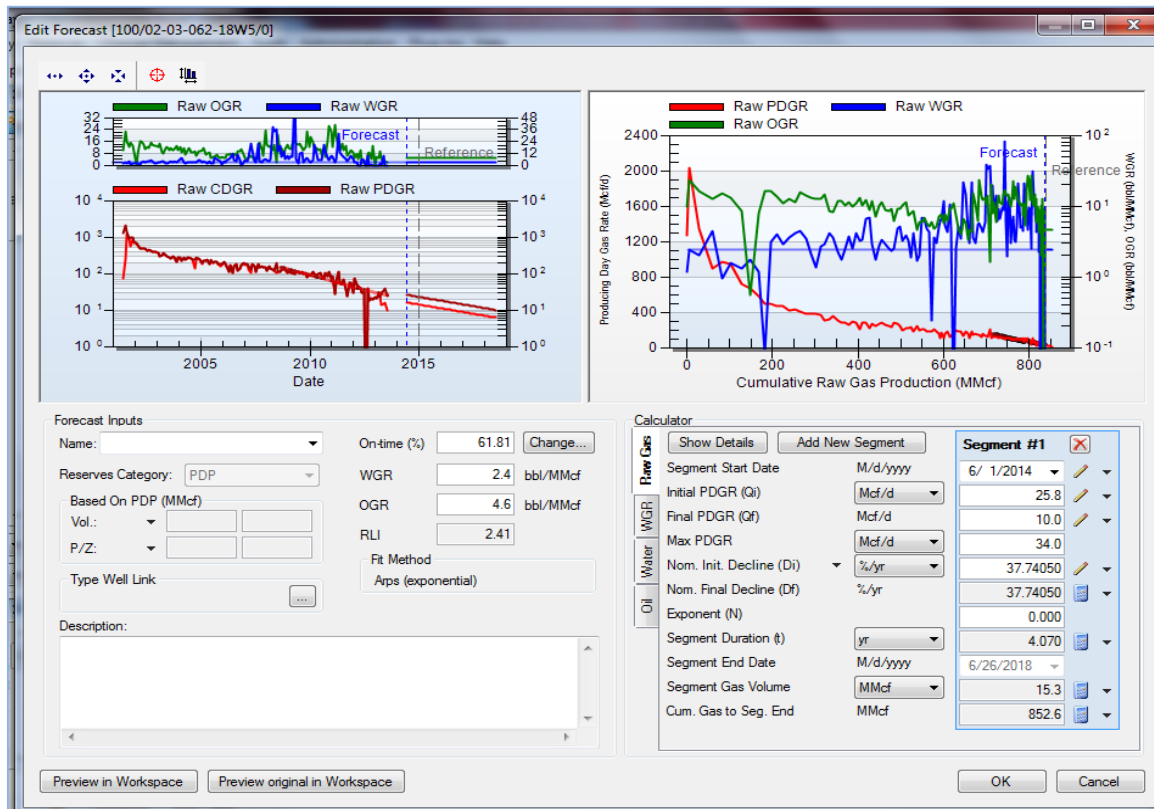 Edit Forecast [100/02-03-062-18W5/0]
Raw OGR Raw WGR
32 48
24 36
16 24
8 12
0 0
Forecast
Reference
Raw CDGR Raw PDGR
10^4 10^4
10^3 10^3
10^2 10^2
10^1 10^1
10^0 10^0
2005 2010 2015
Date
Raw PDGR Raw WGR
Raw OGR
2400 10^2
2000
1600 10^1
1200
800 10^0
400
0 10^-1
Forecast
Reference
Producing Day Gas Rate (Mcf/d)
WGR (bbl/MMcf), OGR (bbl/MMcf)
0 200 400 600 800
Cumulative Raw Gas Production (MMcf)
Forecast Inputs
Name:
Reserves Category: PDP
Based On PDP (MMcf)
Vol.:
P/Z:
Type Well Link
...
On-time (%) 61.81 Change...
WGR 2.4 bbl/MMcf
OGR 4.6 bbl/MMcf
RLI 2.41
Fit Method
Arps (exponential)
Description:
Calculator
Raw Gas
WGR
Water
Oil
Show Details Add New Segment Segment #1
Segment Start Date M/d/yyyy 6/ 1/2014
Initial PDGR (Qi) Mcf/d 25.8
Final PDGR (Qf) Mcf/d 10.0
Max PDGR Mcf/d 34.0
Nom. Init. Decline (Di) %/yr 37.74050
Nom. Final Decline (Df) %/yr 37.74050
Exponent (N) 0.000
Segment Duration (t) yr 4.070
Segment End Date M/d/yyyy 6/26/2018
Segment Gas Volume MMcf 15.3
Cum. Gas to Seg. End MMcf 852.6
Preview in Workspace Preview original in Workspace OK Cancel